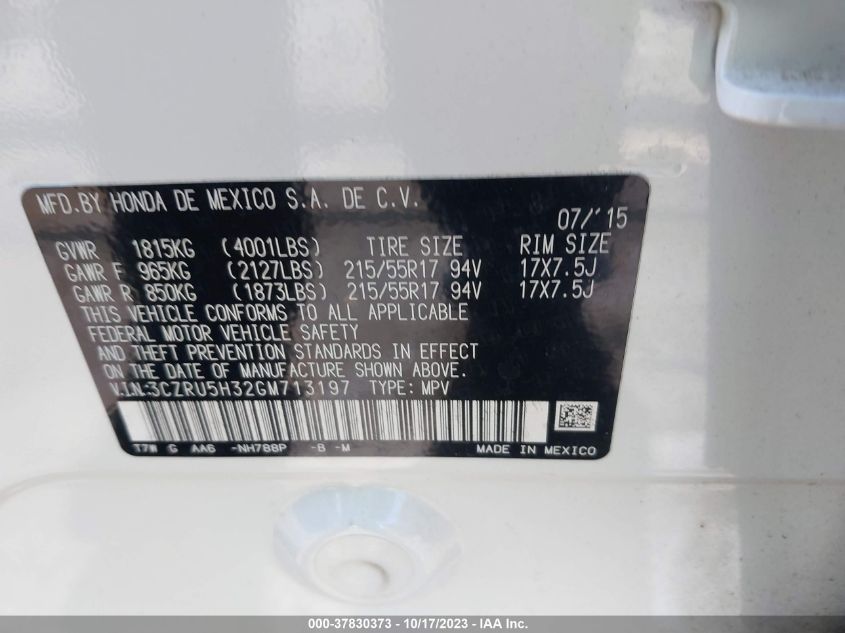 MFD.BY HONDA DE MEXICO S.A. DE C.V.
07/'15
GVWR 1815KG (4001LBS) TIRE SIZE RIM SIZE
GAWR F 965KG (2127LBS) 215/55R17 94V 17X7.5J
GAWR R 850KG (1873LBS) 215/55R17 94V 17X7.5J
THIS VEHICLE CONFORMS TO ALL APPLICABLE
FEDERAL MOTOR VEHICLE SAFETY
AND THEFT PREVENTION STANDARDS IN EFFECT
ON THE DATE OF MANUFACTURE SHOWN ABOVE.
V.I.N:3CZRU5H32GM713197 TYPE: MPV
T7W G AA6 -NH788P -B -M MADE IN MEXICO
000-37830373 - 10/17/2023 - IAA Inc.